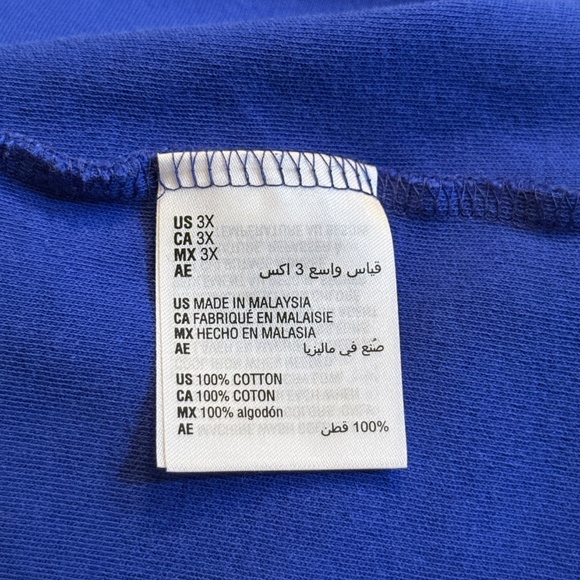 US 3X
CA 3X
MX 3X
AE قياس واسع 3 اكس
US MADE IN MALAYSIA
CA FABRIQUÉ EN MALAISIE
MX HECHO EN MALASIA
AE صُنع في ماليزيا
US 100% COTTON
CA 100% COTON
MX 100% algodón
AE 100% قطن